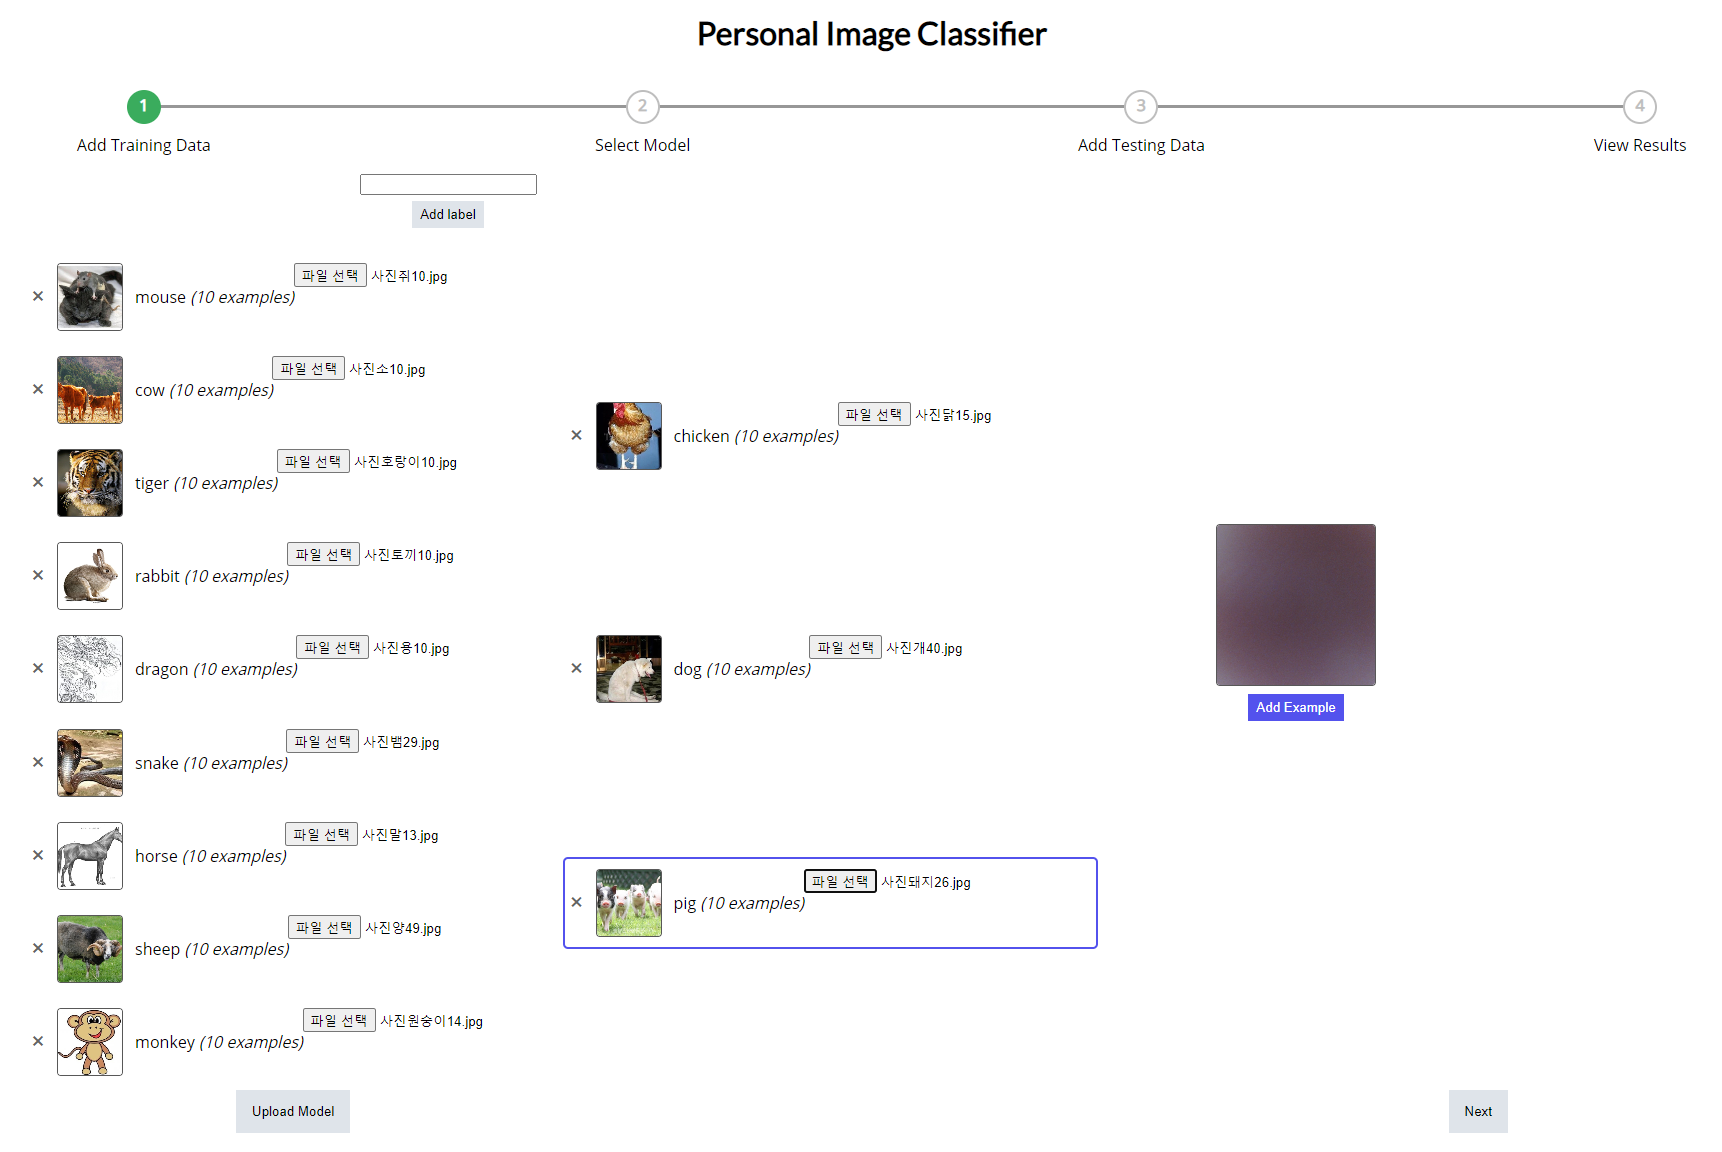 Personal Image Classifier
1
2
3
4
Add Training Data
Select Model
Add Testing Data
View Results
Add label
× mouse (10 examples) 파일 선택 사진쥐10.jpg
× cow (10 examples) 파일 선택 사진소10.jpg
× tiger (10 examples) 파일 선택 사진호랑이10.jpg
× rabbit (10 examples) 파일 선택 사진토끼10.jpg
× dragon (10 examples) 파일 선택 사진용10.jpg
× snake (10 examples) 파일 선택 사진뱀29.jpg
× horse (10 examples) 파일 선택 사진말13.jpg
× sheep (10 examples) 파일 선택 사진양49.jpg
× monkey (10 examples) 파일 선택 사진원숭이14.jpg
× chicken (10 examples) 파일 선택 사진닭15.jpg
× dog (10 examples) 파일 선택 사진개40.jpg
× pig (10 examples) 파일 선택 사진돼지26.jpg
Add Example
Upload Model
Next